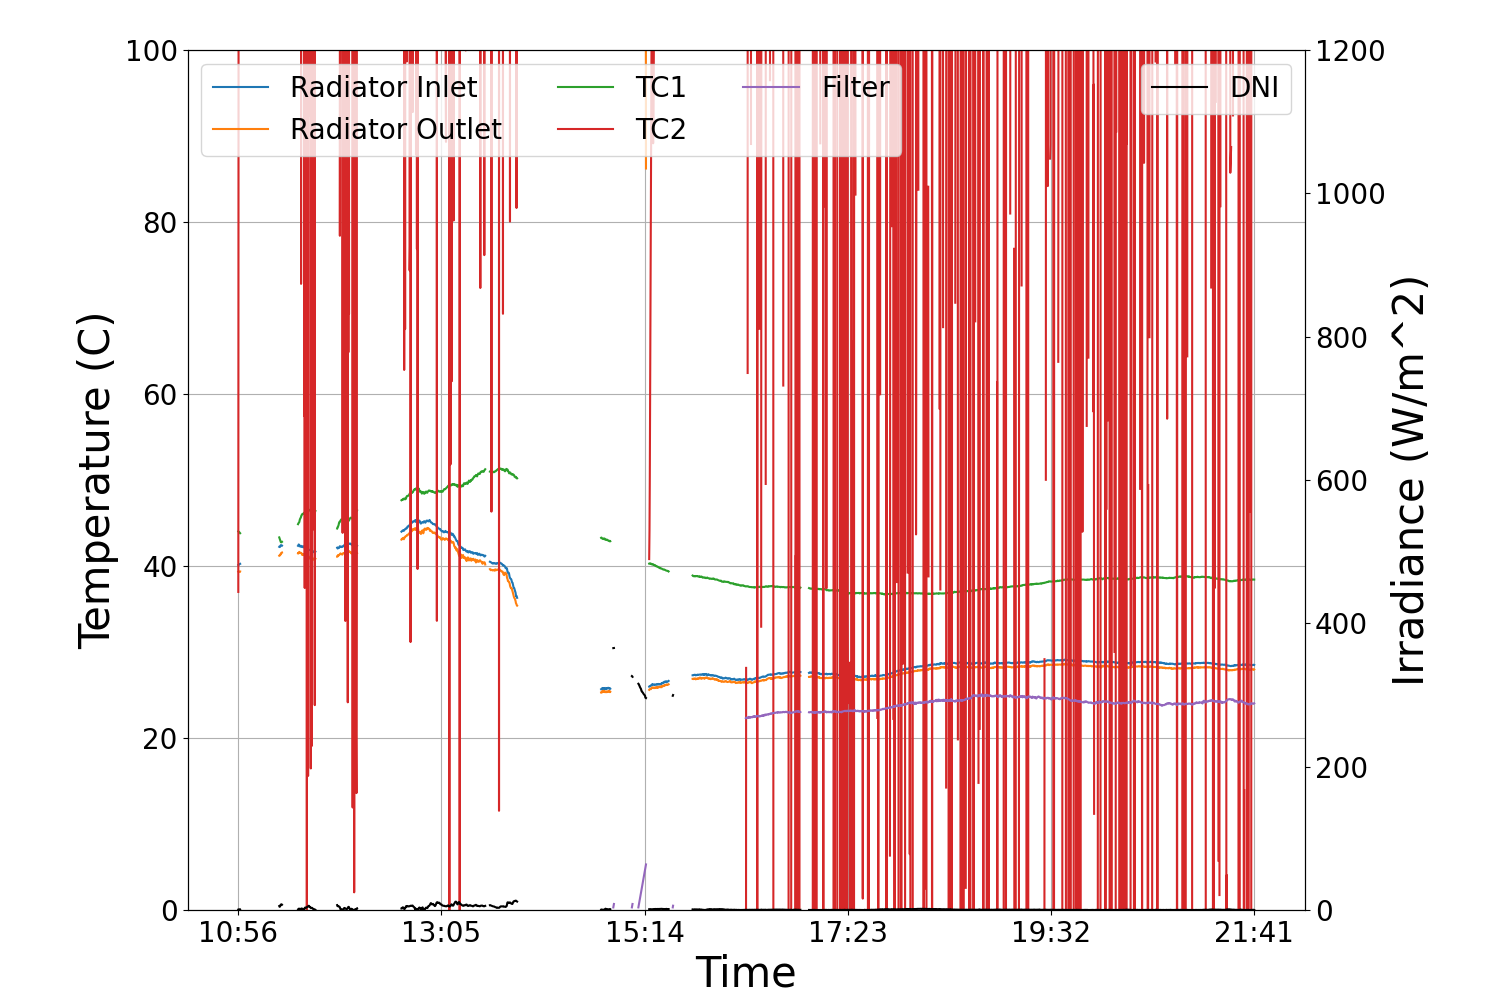 100
80
60
40
20
0
Temperature (C)
Radiator Inlet
Radiator Outlet
TC1
TC2
Filter
DNI
1200
1000
800
600
400
200
0
Irradiance (W/m^2)
10:56 13:05 15:14 17:23 19:32 21:41
Time